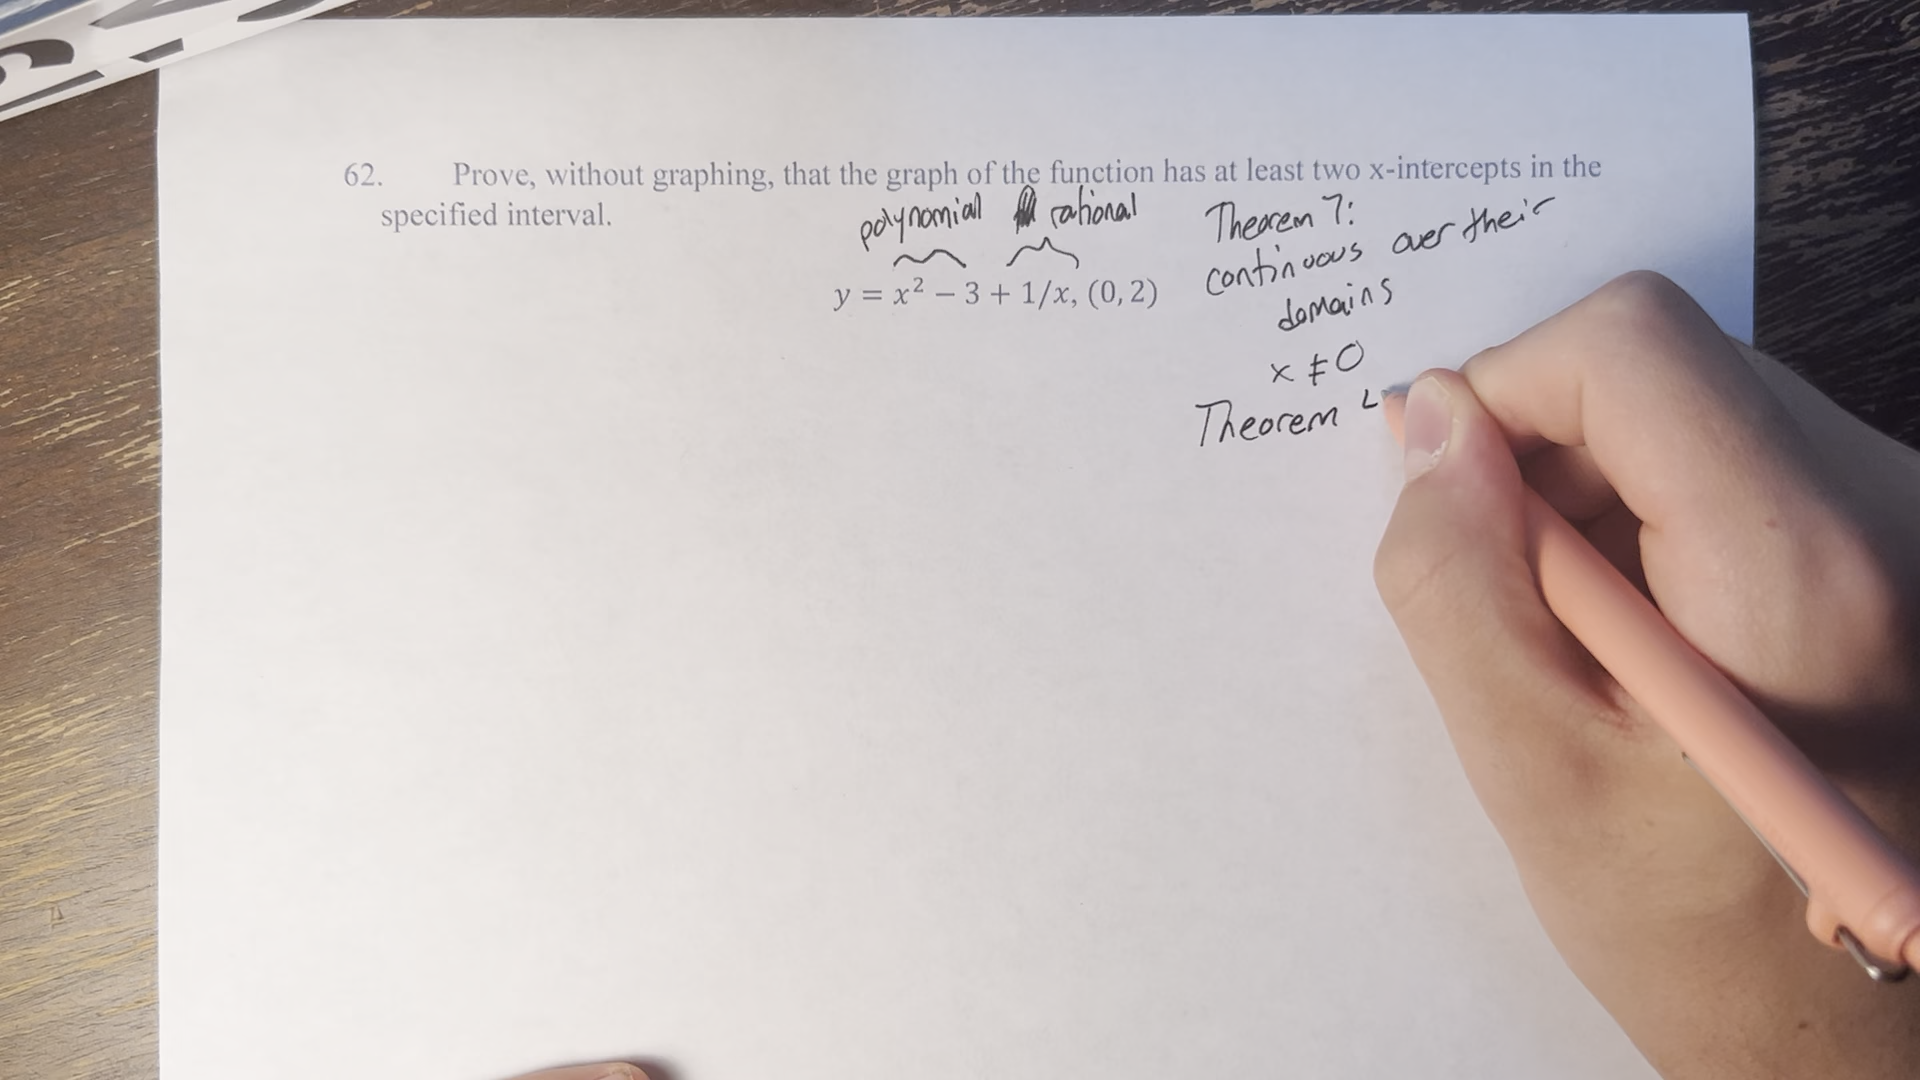 62. Prove, without graphing, that the graph of the function has at least two x-intercepts in the
specified interval.
polynomial rational
y = x² − 3 + 1/x, (0, 2)
Theorem 7:
continuous over their
domains
x ≠ 0
Theorem